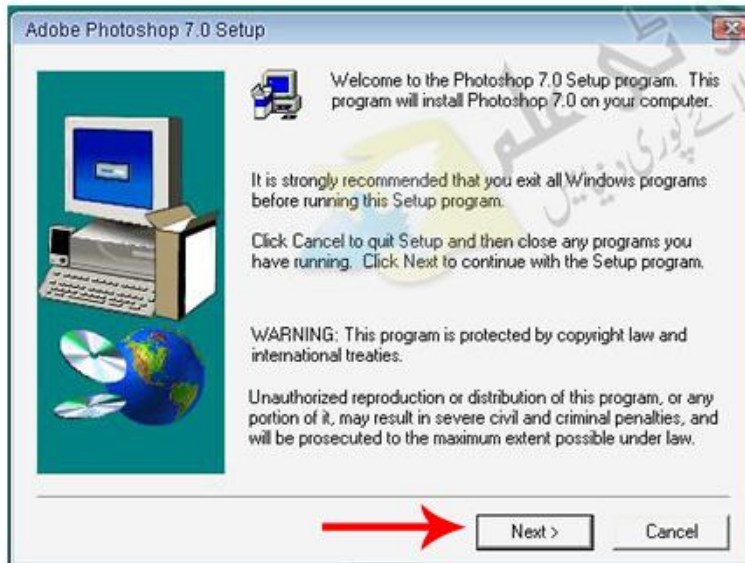 Adobe Photoshop 7.0 Setup
Welcome to the Photoshop 7.0 Setup program. This
program will install Photoshop 7.0 on your computer.
It is strongly recommended that you exit all Windows programs
before running this Setup program.
Click Cancel to quit Setup and then close any programs you
have running. Click Next to continue with the Setup program.
WARNING: This program is protected by copyright law and
international treaties.
Unauthorized reproduction or distribution of this program, or any
portion of it, may result in severe civil and criminal penalties, and
will be prosecuted to the maximum extent possible under law.
Next >
Cancel